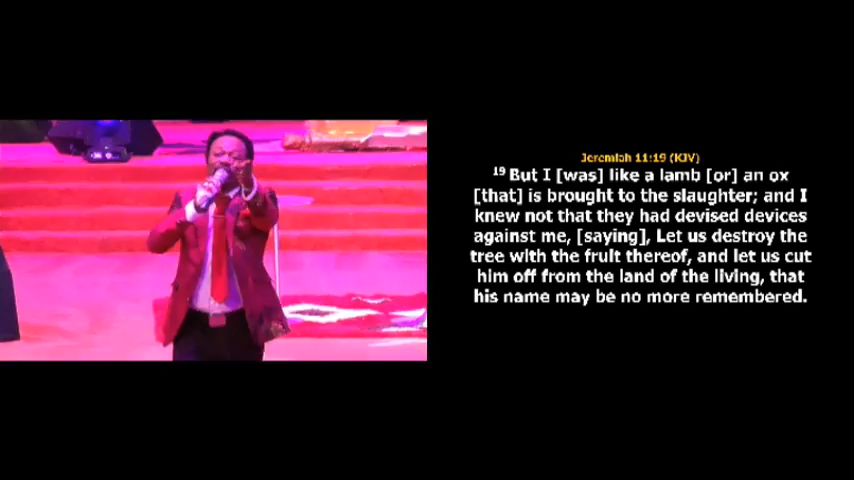 Jeremiah 11:19 (KJV)
19 But I [was] like a lamb [or] an ox
[that] is brought to the slaughter; and I
knew not that they had devised devices
against me, [saying], Let us destroy the
tree with the fruit thereof, and let us cut
him off from the land of the living, that
his name may be no more remembered.